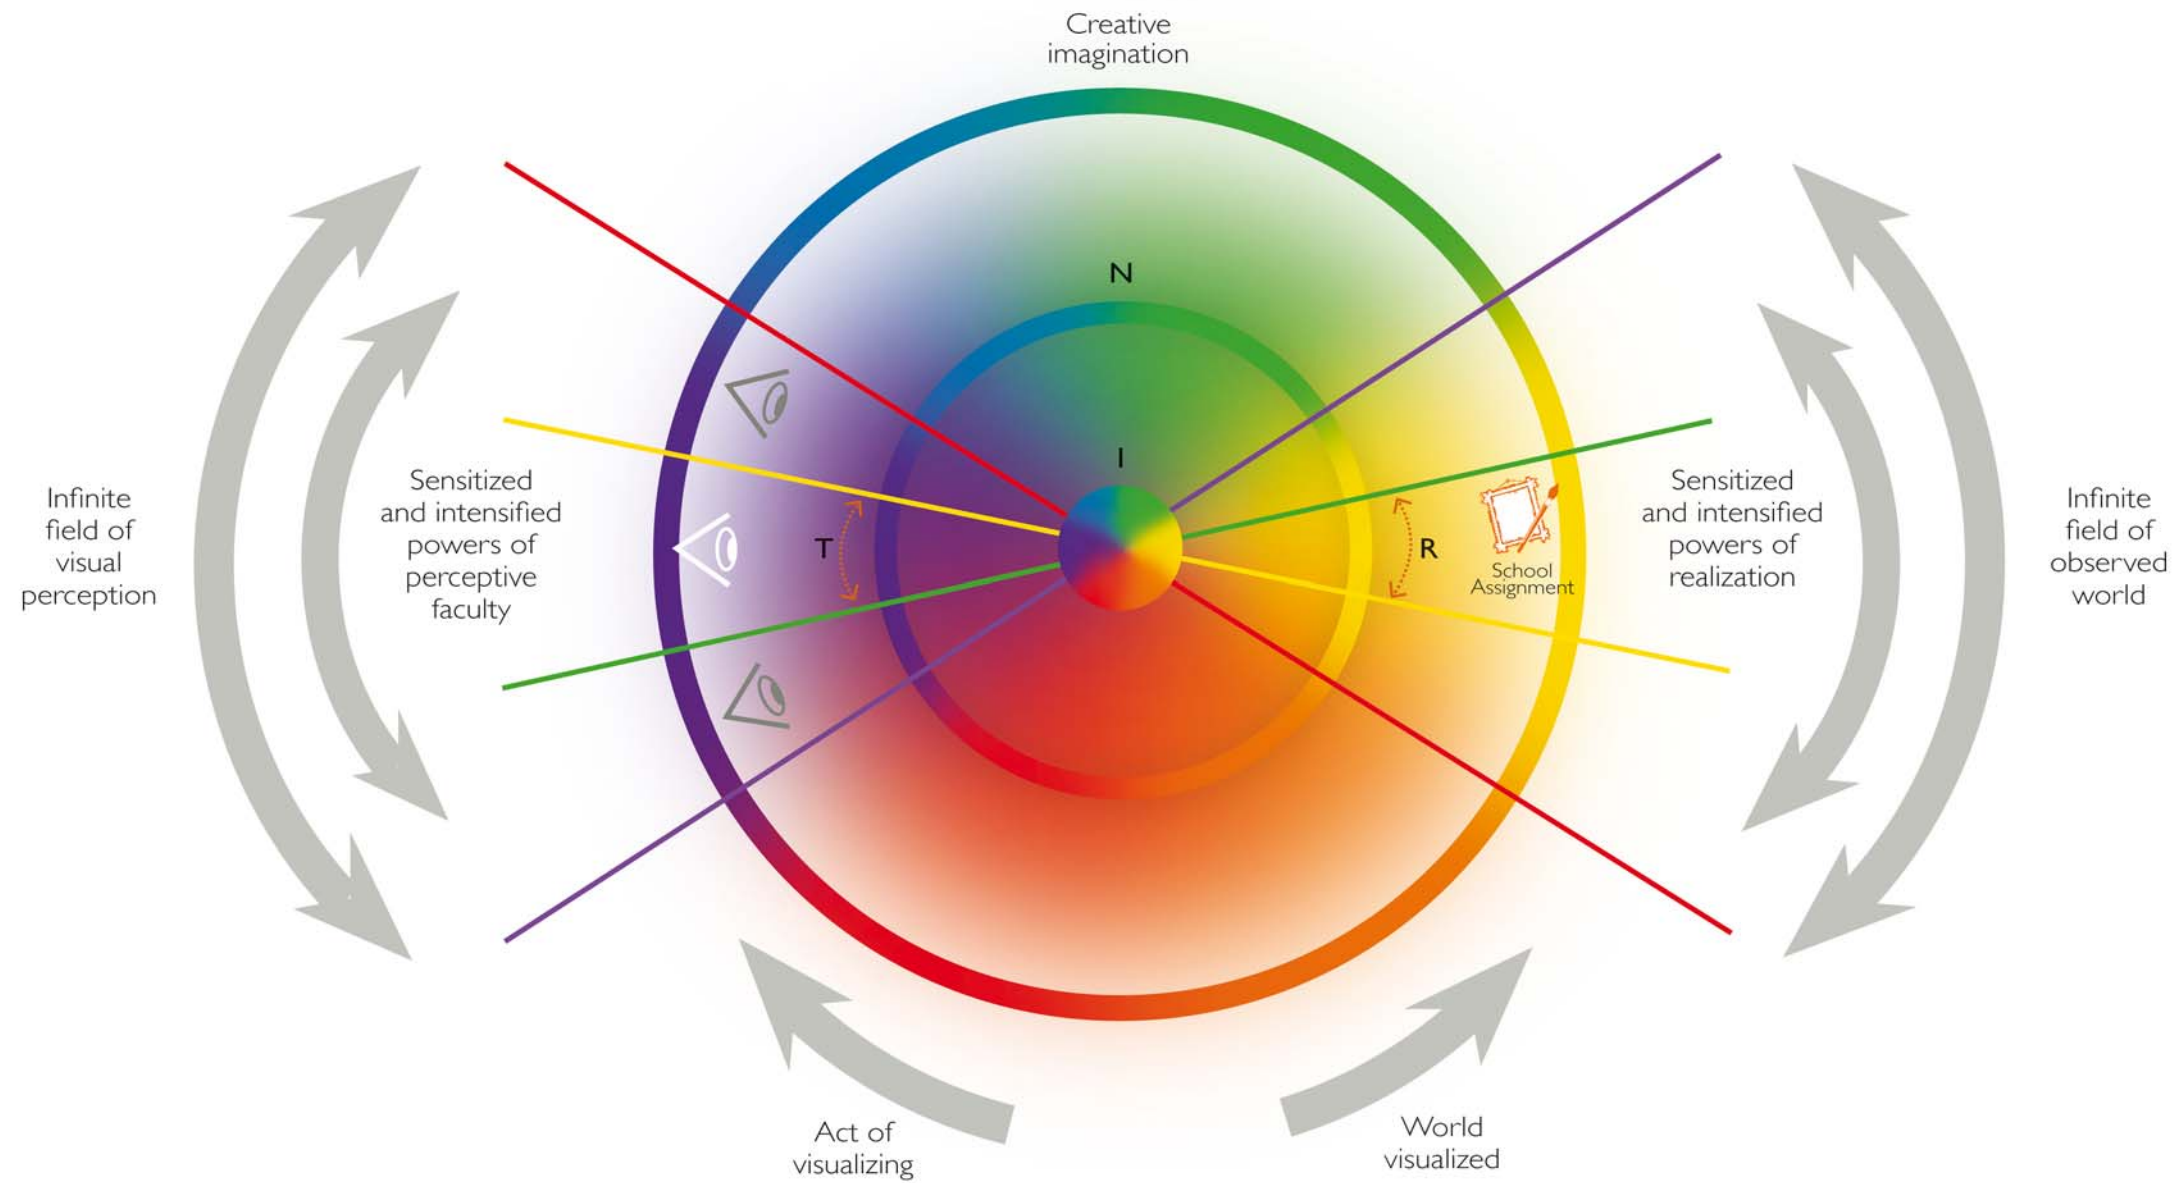 Creative
imagination
N
I
T
R
Infinite
field of
visual
perception
Sensitized
and intensified
powers of
perceptive
faculty
School
Assignment
Sensitized
and intensified
powers of
realization
Infinite
field of
observed
world
Act of
visualizing
World
visualized